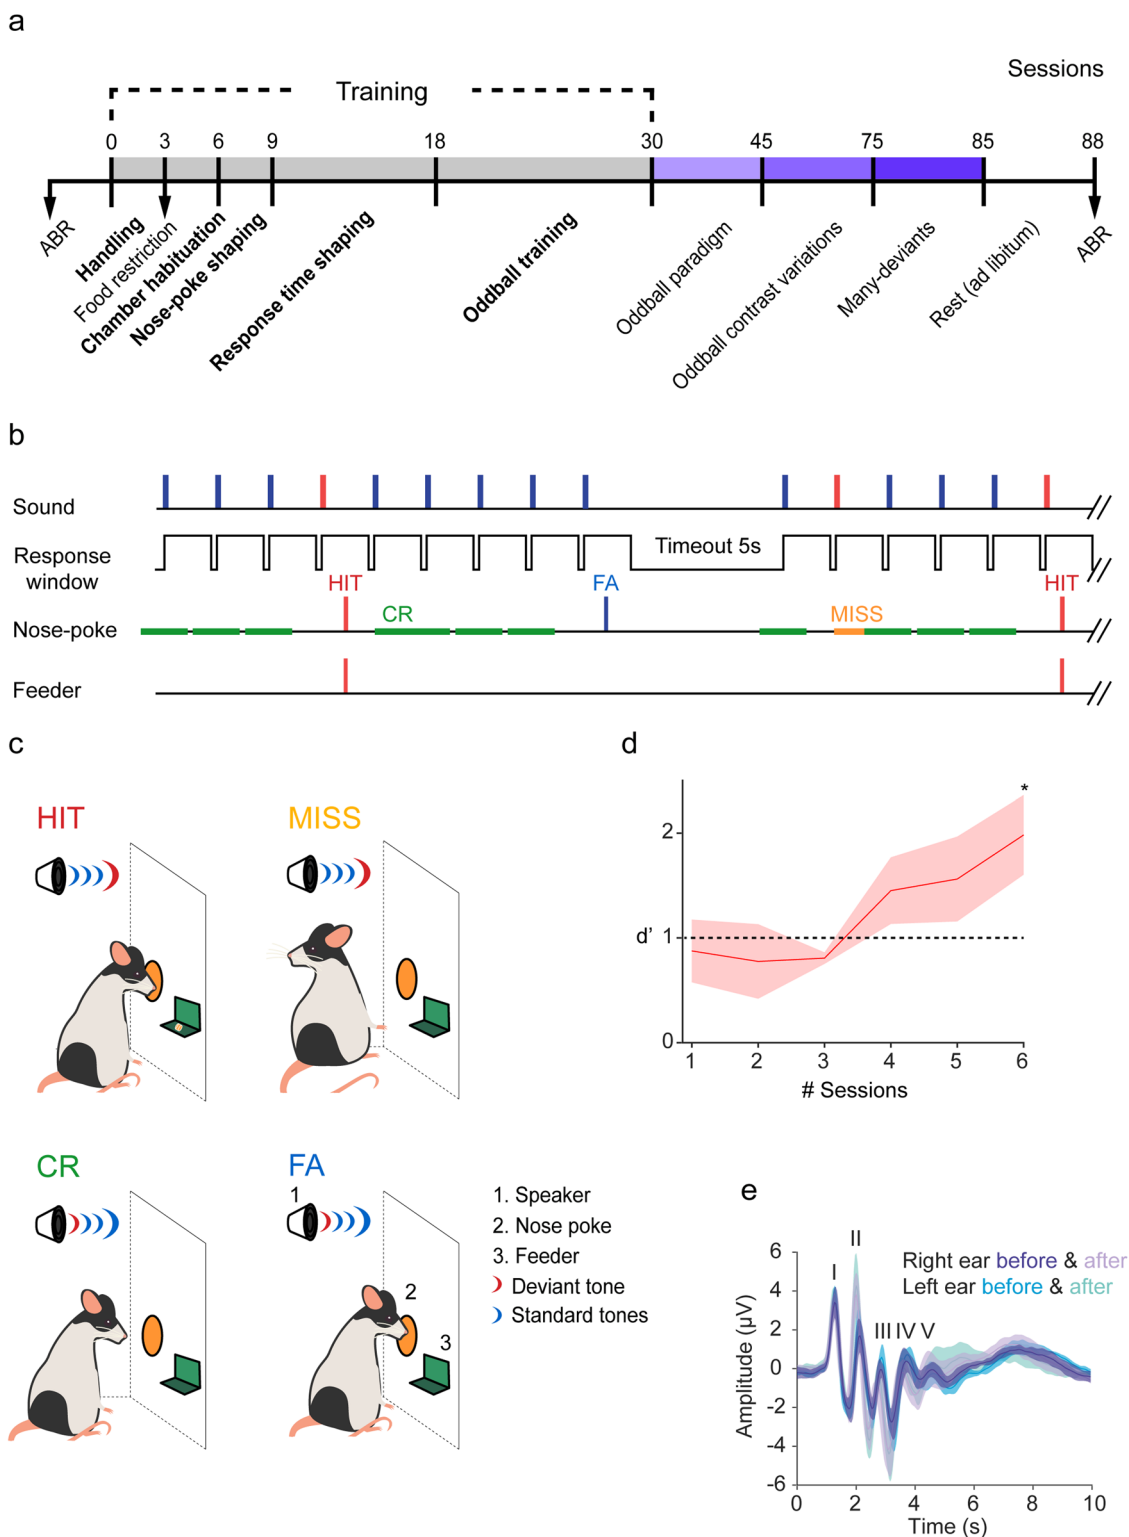 a
Sessions
Training
0 3 6 9 18 30 45 75 85 88
ABR
Handling
Food restriction
Chamber habituation
Nose-poke shaping
Response time shaping
Oddball training
Oddball paradigm
Oddball contrast variations
Many-deviants
Rest (ad libitum)
ABR
b
Sound
Response
window
Timeout 5s
HIT
FA
HIT
CR
MISS
Nose-poke
Feeder
c
HIT
MISS
CR
FA
1
2
3
1. Speaker
2. Nose poke
3. Feeder
Deviant tone
Standard tones
d
*
2
d’ 1
0
1 2 3 4 5 6
# Sessions
e
Right ear before & after
Left ear before & after
I
II
III IV V
6
4
2
0
-2
-4
-6
Amplitude (µV)
0 2 4 6 8 10
Time (s)